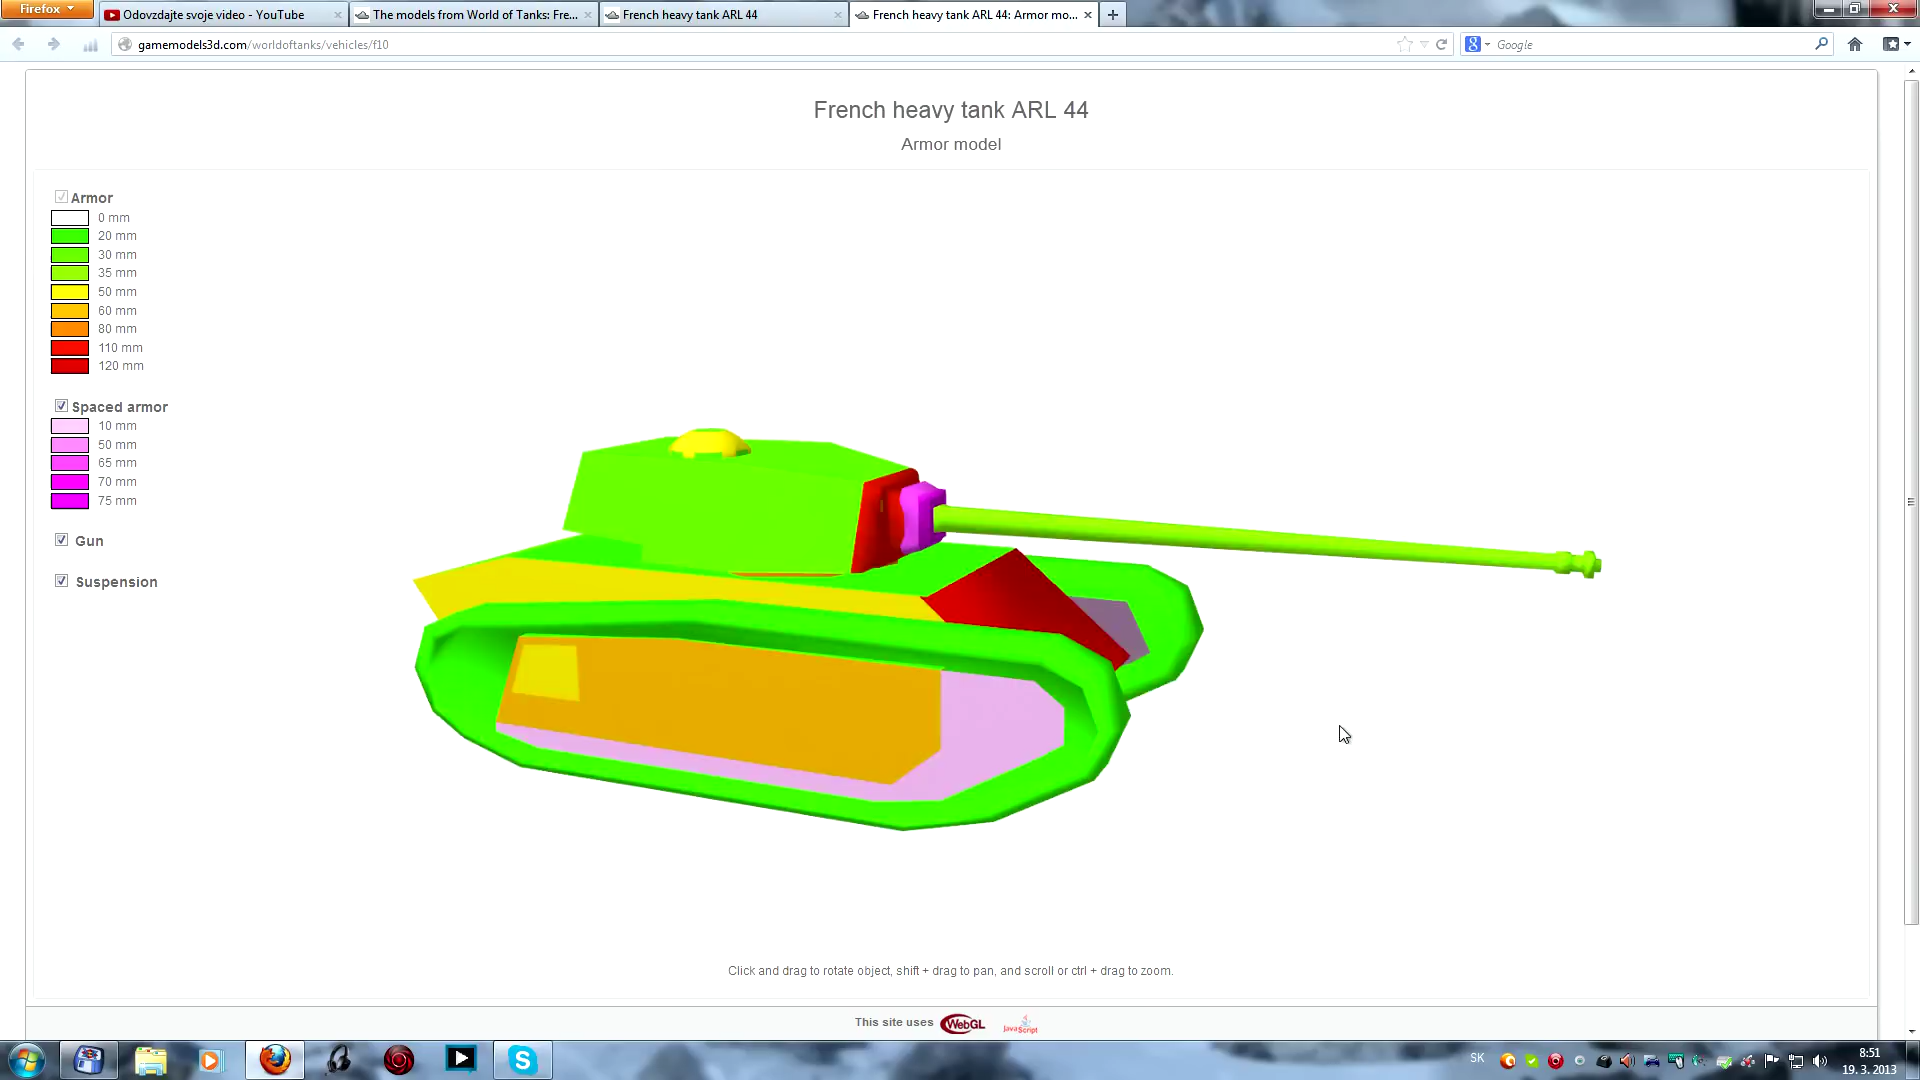 Firefox
Odovzdajte svoje video - YouTube
The models from World of Tanks: Fre...
French heavy tank ARL 44
French heavy tank ARL 44: Armor mo...
gamemodels3d.com/worldoftanks/vehicles/f10
Google
French heavy tank ARL 44
Armor model
Armor
0 mm
20 mm
30 mm
35 mm
50 mm
60 mm
80 mm
110 mm
120 mm
Spaced armor
10 mm
50 mm
65 mm
70 mm
75 mm
Gun
Suspension
Click and drag to rotate object, shift + drag to pan, and scroll or ctrl + drag to zoom.
This site uses WebGL JavaScript
SK
8:51
19. 3. 2013